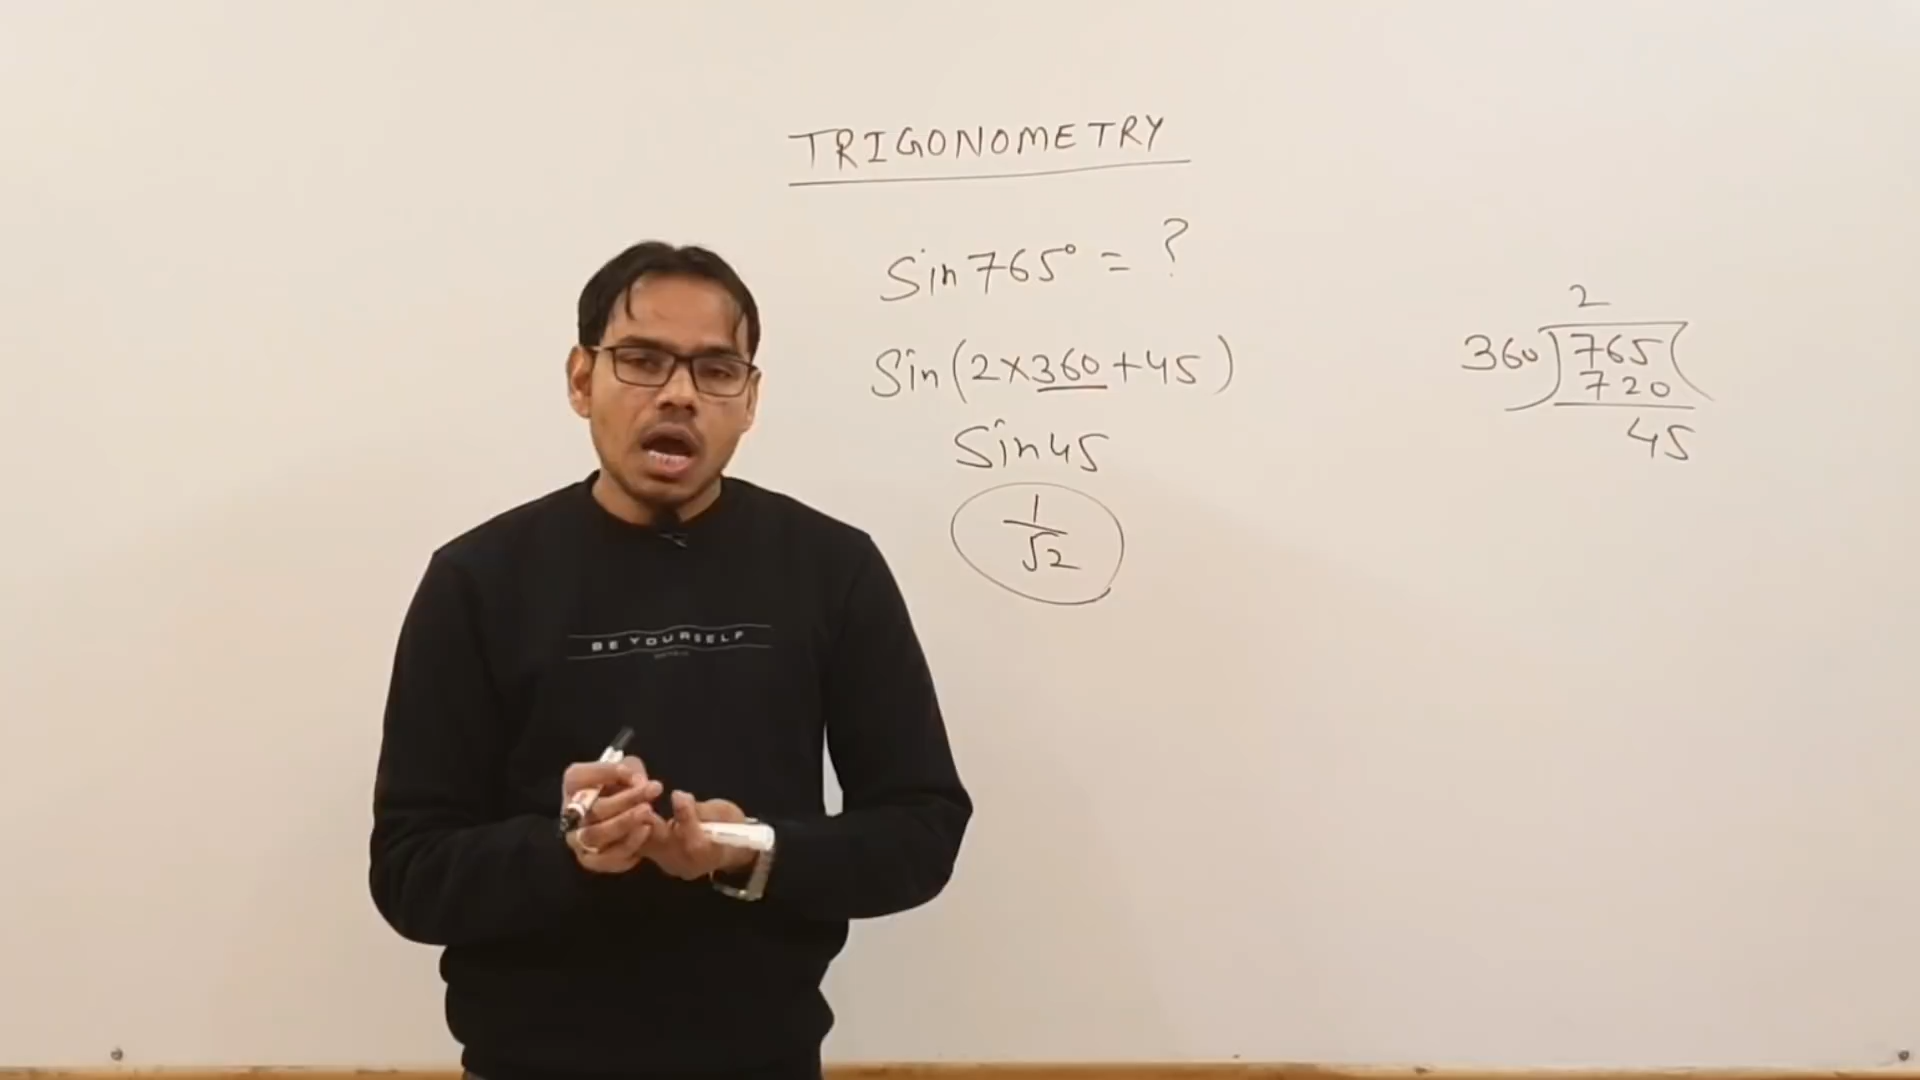 TRIGONOMETRY
Sin 765° = ?
Sin (2×360+45)
Sin 45
1/√2
2
360) 765 (
720
45
BE YOURSELF